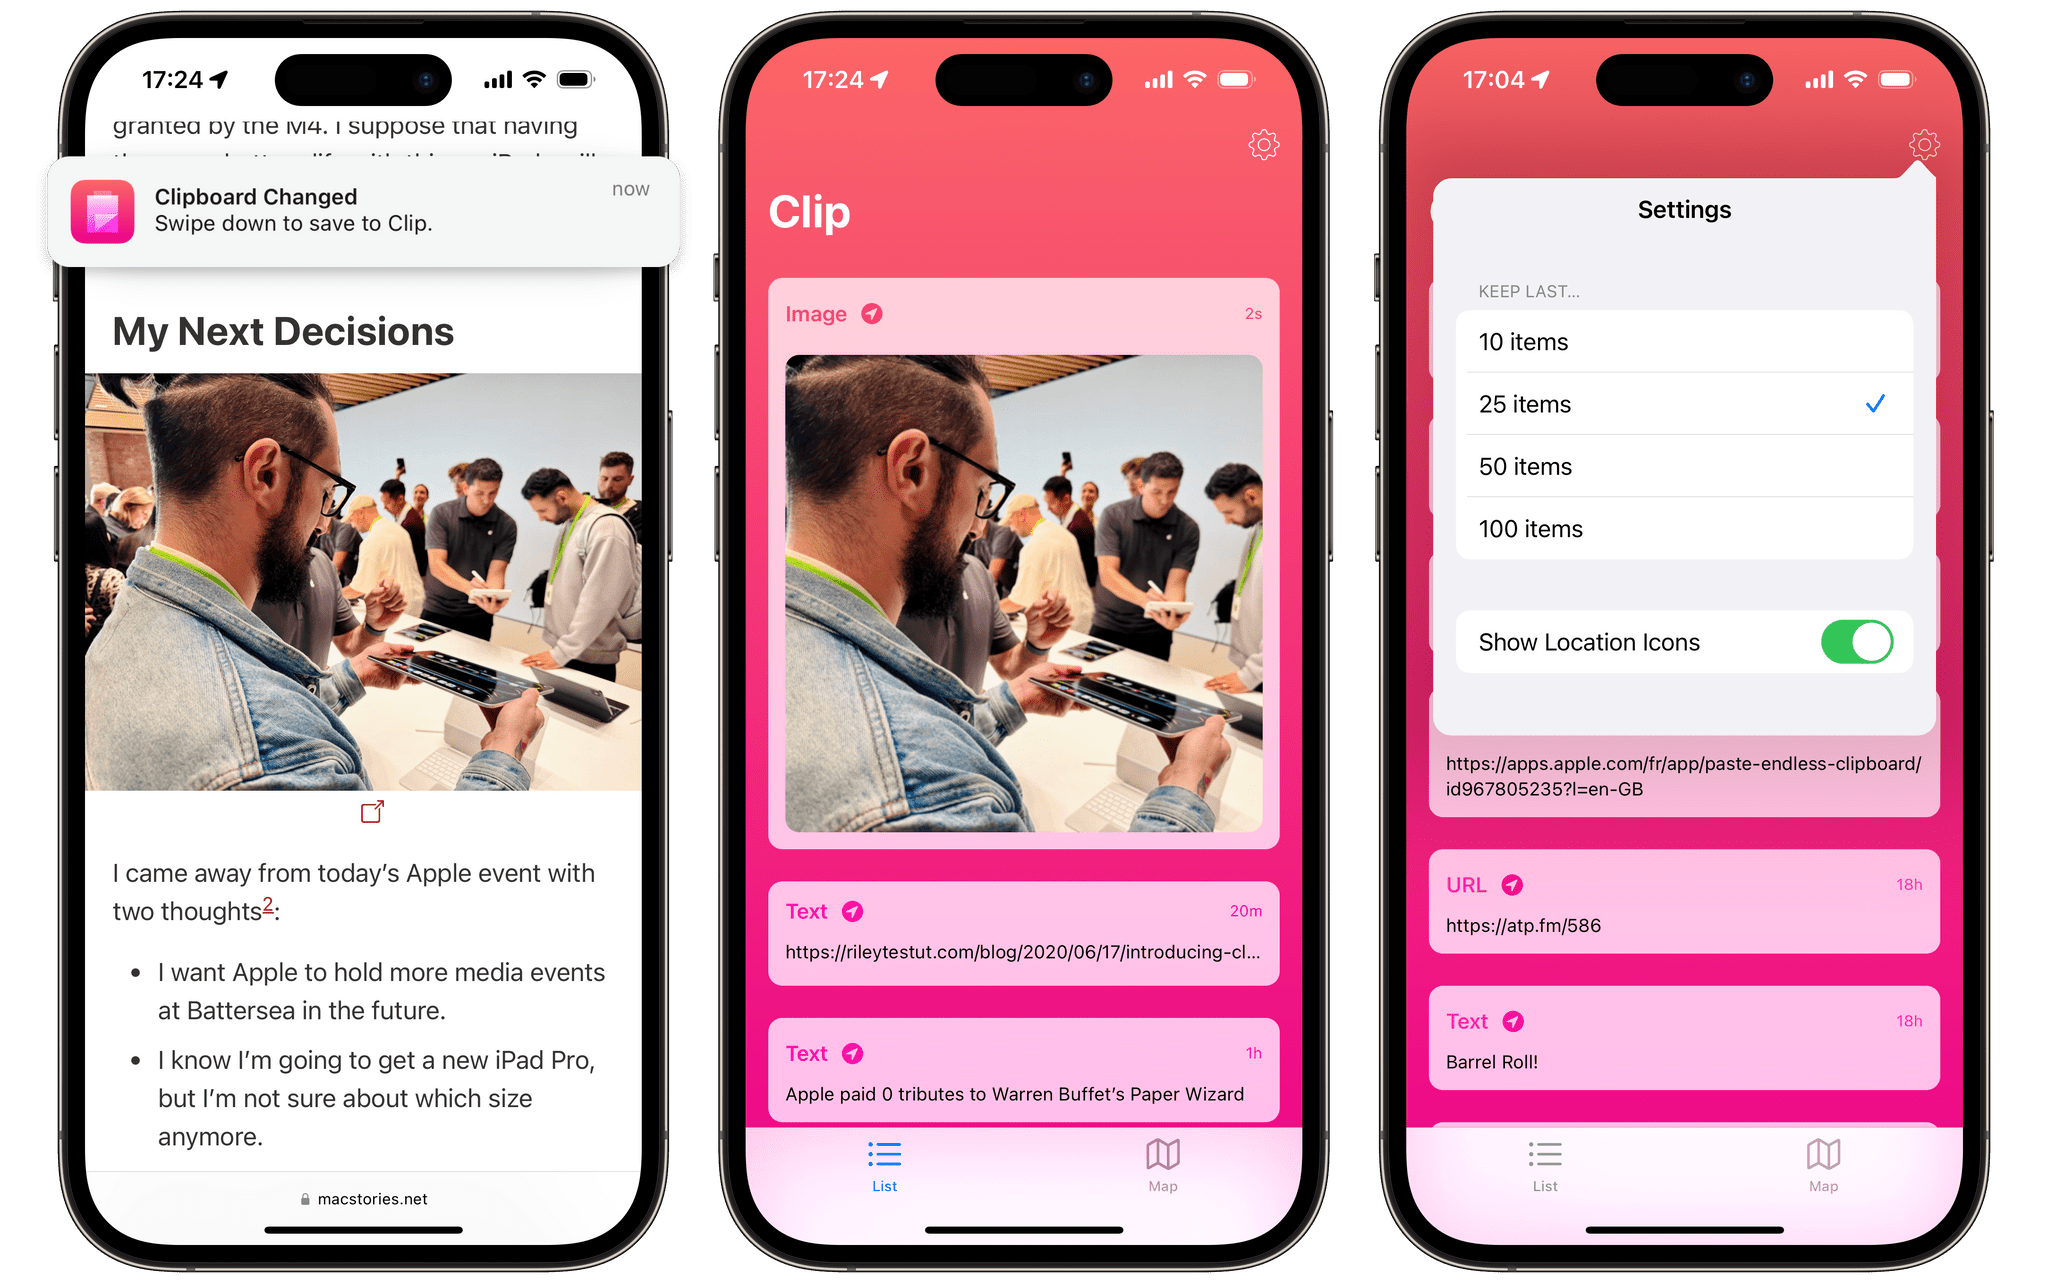 17:24
granted by the M4. I suppose that having
Clipboard Changed
now
Swipe down to save to Clip.
My Next Decisions
I came away from today's Apple event with
two thoughts2:
• I want Apple to hold more media events
at Battersea in the future.
• I know I'm going to get a new iPad Pro,
but I'm not sure about which size
anymore.
macstories.net
17:24
Clip
Image
2s
Text
20m
https://rileytestut.com/blog/2020/06/17/introducing-cl...
Text
1h
Apple paid 0 tributes to Warren Buffet's Paper Wizard
List
Map
17:04
Settings
KEEP LAST...
10 items
25 items
50 items
100 items
Show Location Icons
https://apps.apple.com/fr/app/paste-endless-clipboard/
id967805235?l=en-GB
URL
18h
https://atp.fm/586
Text
18h
Barrel Roll!
List
Map